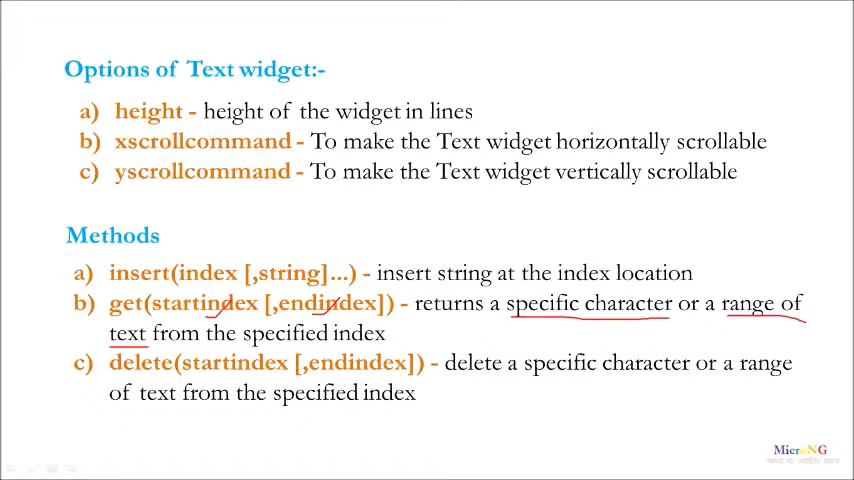 Options of Text widget:-
a) height - height of the widget in lines
b) xscrollcommand - To make the Text widget horizontally scrollable
c) yscrollcommand - To make the Text widget vertically scrollable
Methods
a) insert(index [,string]...) - insert string at the index location
b) get(startindex [,endindex]) - returns a specific character or a range of
text from the specified index
c) delete(startindex [,endindex]) - delete a specific character or a range
of text from the specified index
MicroNG